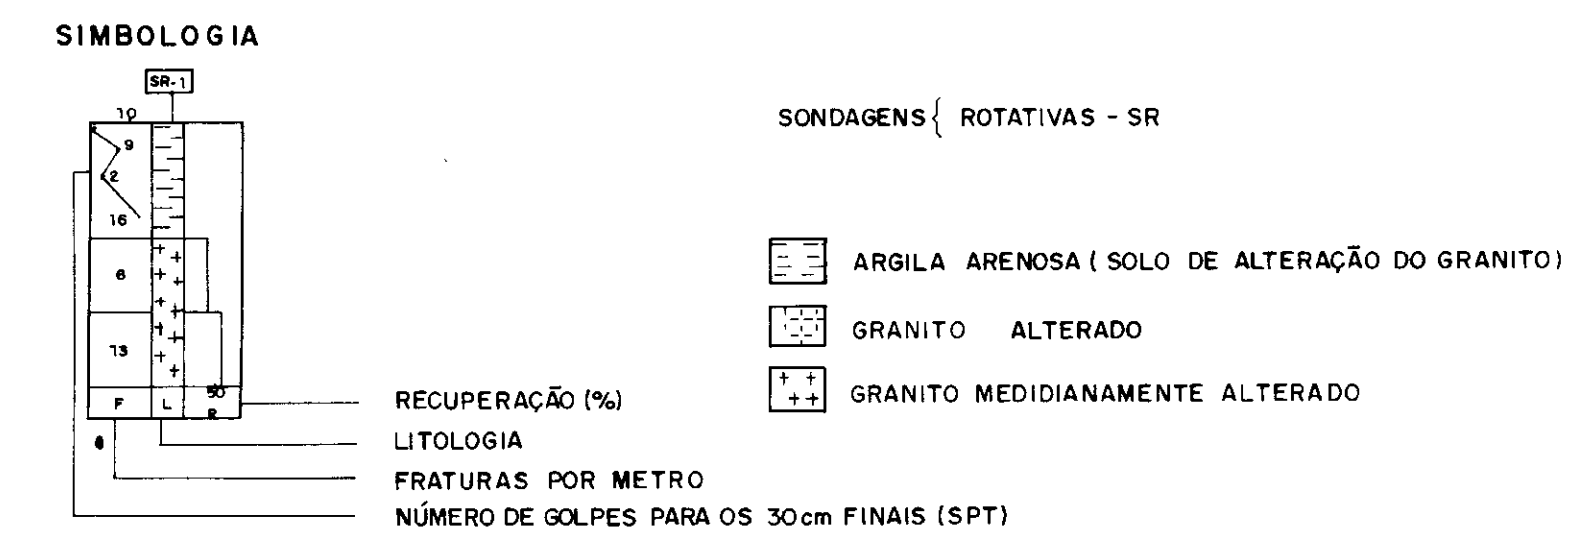 SIMBOLOGIA
SR-1
10
9
2
16
6
13
F L 50
R
RECUPERAÇÃO (%)
LITOLOGIA
FRATURAS POR METRO
NÚMERO DE GOLPES PARA OS 30cm FINAIS (SPT)
SONDAGENS { ROTATIVAS - SR
ARGILA ARENOSA ( SOLO DE ALTERAÇÃO DO GRANITO)
GRANITO ALTERADO
GRANITO MEDIDIANAMENTE ALTERADO